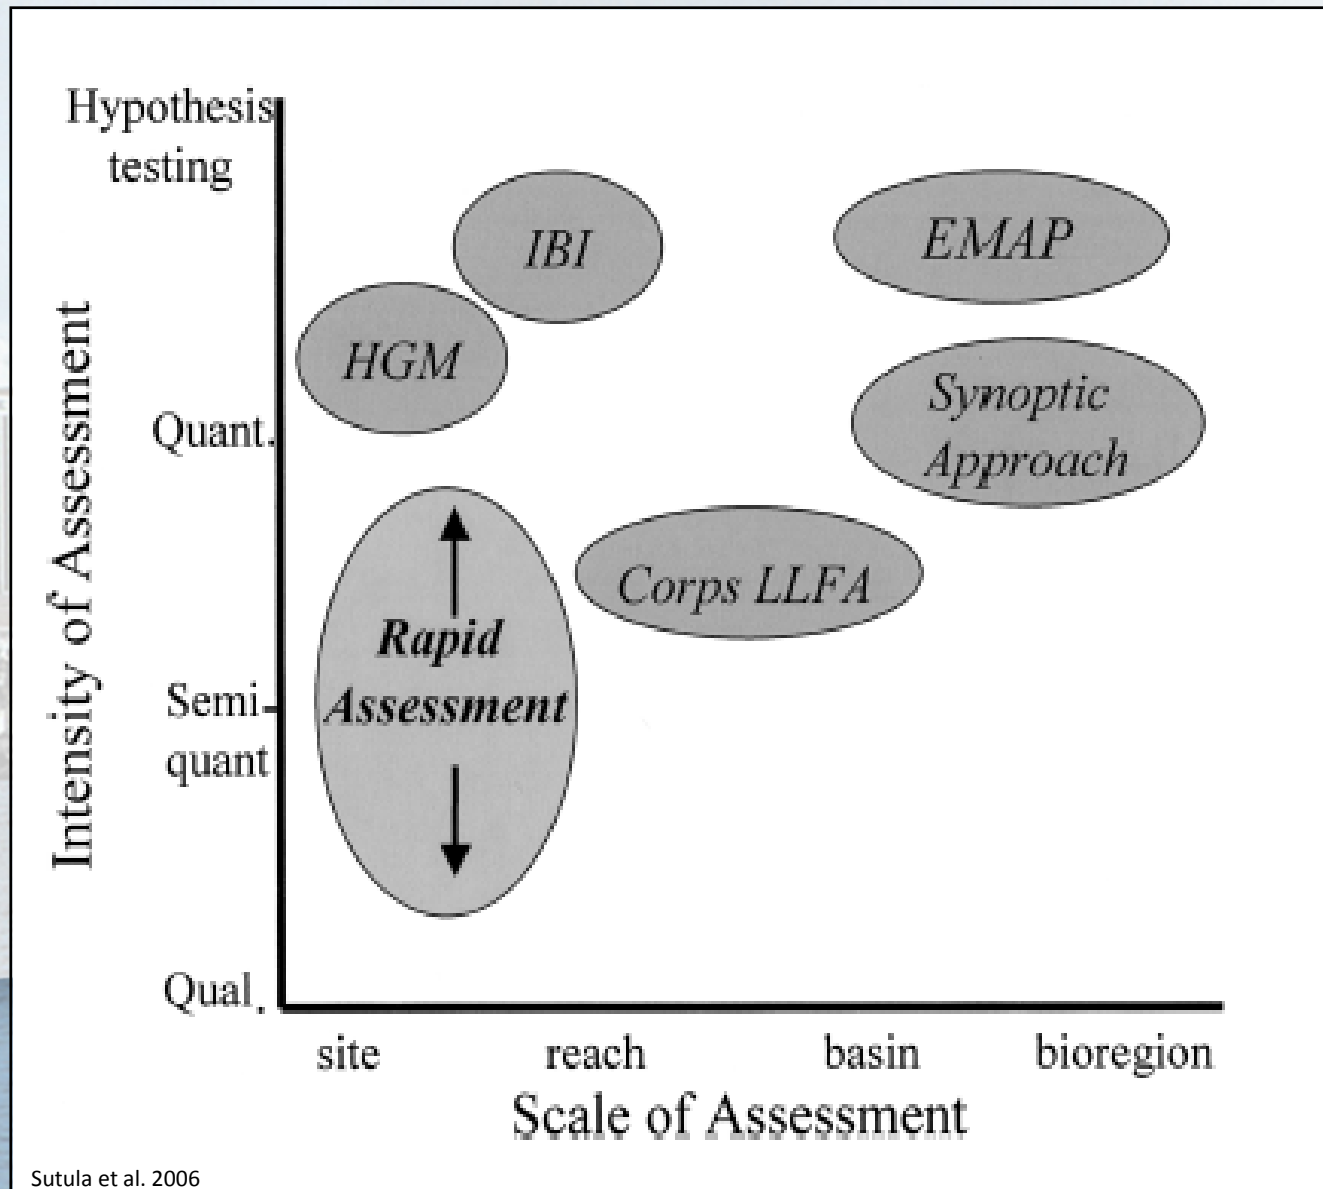 Hypothesis
testing
IBI
EMAP
HGM
Synoptic
Approach
Quant.
Corps LLFA
Rapid
Assessment
Semi-
quant
Qual.
Intensity of Assessment
site reach basin bioregion
Scale of Assessment
Sutula et al. 2006